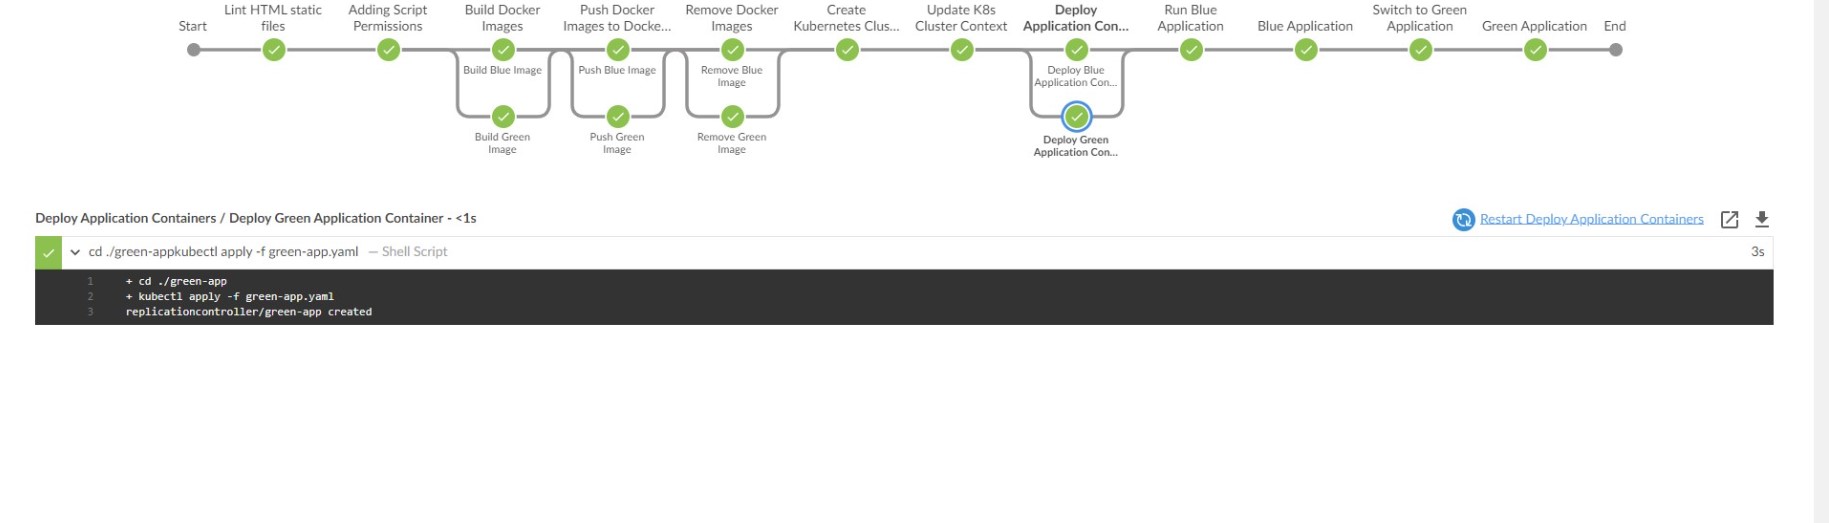 Start
Lint HTML static
files
Adding Script
Permissions
Build Docker
Images
Push Docker
Images to Docke...
Remove Docker
Images
Create
Kubernetes Clus...
Update K8s
Cluster Context
Deploy
Application Con...
Run Blue
Application
Blue Application
Switch to Green
Application
Green Application
End
Build Blue Image
Push Blue Image
Remove Blue
Image
Deploy Blue
Application Con...
Build Green
Image
Push Green
Image
Remove Green
Image
Deploy Green
Application Con...
Deploy Application Containers / Deploy Green Application Container - <1s
Restart Deploy Application Containers
cd ./green-appkubectl apply -f green-app.yaml — Shell Script
3s
1 + cd ./green-app
2 + kubectl apply -f green-app.yaml
3 replicationcontroller/green-app created